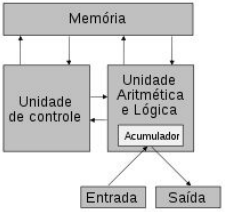 Memória
Unidade
de controle
Unidade
Aritmética
e Lógica
Acumulador
Entrada
Saída